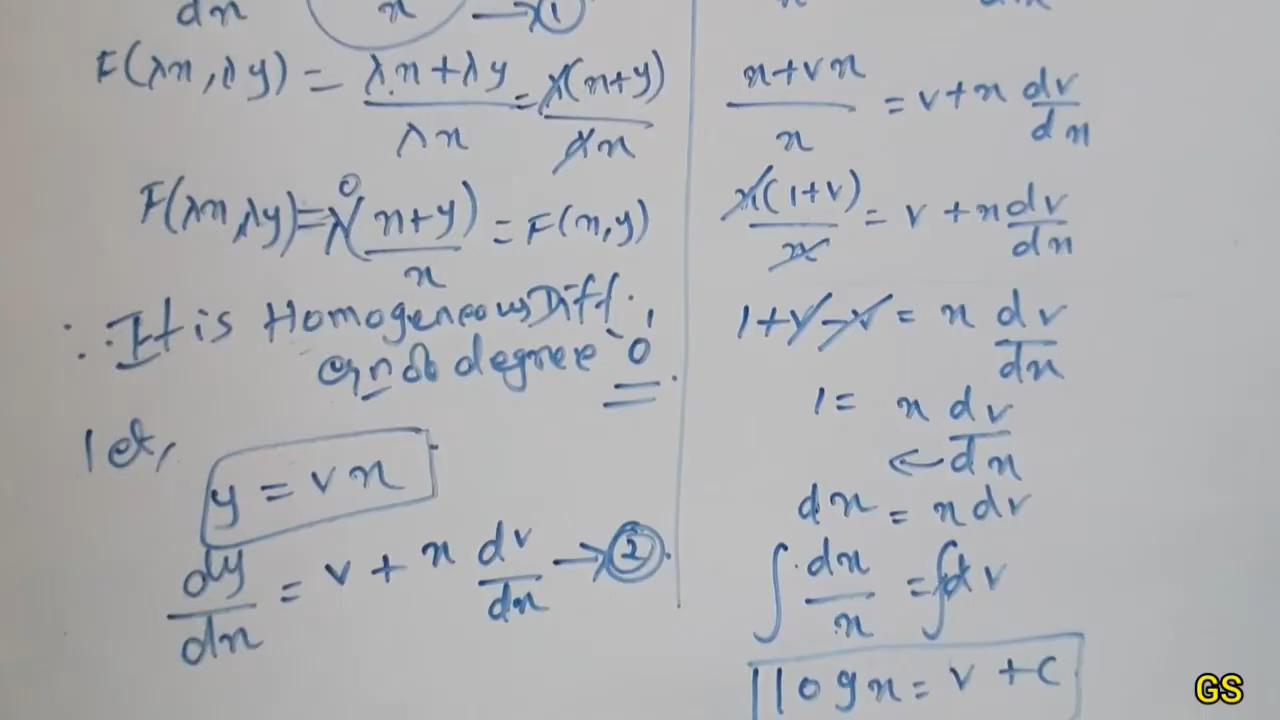 dx x → ①
F(λx, λy) = λx + λy / λx = λ(x+y) / λx
F(λx, λy) = λ⁰(x+y / x) = F(x, y)
∴ It is Homogeneous Diff.
eqn of degree '0'.
let,
y = vx
dy/dx = v + x dv/dx → ②.
x + vx / x = v + x dv/dx
x(1+v) / x = v + x dv/dx
1 + v - v = x dv/dx
1 = x dv/dx
←
dx = x dv
∫ dx/x = ∫ dv
log x = v + c
GS